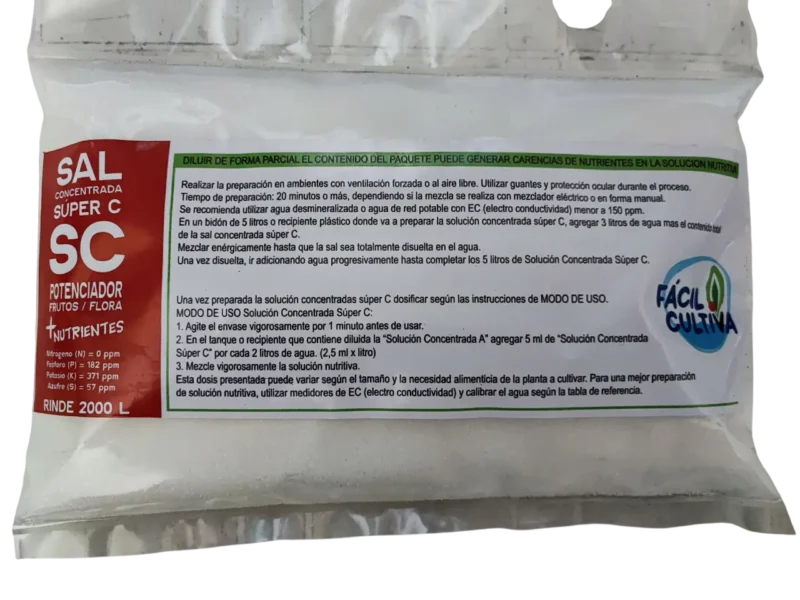 SAL
CONCENTRADA
SÚPER C
SC
POTENCIADOR
FRUTOS / FLORA
+NUTRIENTES
Nitrogeno (N) = 0 ppm
Fosforo (P) = 182 ppm
Potasio (K) = 371 ppm
Azufre (S) = 57 ppm
RINDE 2000 L
DILUIR DE FORMA PARCIAL EL CONTENIDO DEL PAQUETE PUEDE GENERAR CARENCIAS DE NUTRIENTES EN LA SOLUCION NUTRITIVA
Realizar la preparación en ambientes con ventilación forzada o al aire libre. Utilizar guantes y protección ocular durante el proceso.
Tiempo de preparación: 20 minutos o más, dependiendo si la mezcla se realiza con mezclador eléctrico o en forma manual.
Se recomienda utilizar agua desmineralizada o agua de red potable con EC (electro conductividad) menor a 150 ppm.
En un bidón de 5 litros o recipiente plástico donde va a preparar la solución concentrada súper C, agregar 3 litros de agua mas el contenido total
de la sal concentrada súper C.
Mezclar enérgicamente hasta que la sal sea totalmente disuelta en el agua.
Una vez disuelta, ir adicionando agua progresivamente hasta completar los 5 litros de Solución Concentrada Súper C.
Una vez preparada la solución concentradas súper C dosificar según las instrucciones de MODO DE USO.
MODO DE USO Solución Concentrada Súper C:
1. Agite el envase vigorosamente por 1 minuto antes de usar.
2. En el tanque o recipiente que contiene diluida la "Solución Concentrada A" agregar 5 ml de "Solución Concentrada
Súper C" por cada 2 litros de agua. (2,5 ml x litro)
3. Mezcle vigorosamente la solución nutritiva.
Esta dosis presentada puede variar según el tamaño y la necesidad alimenticia de la planta a cultivar. Para una mejor preparación
de solución nutritiva, utilizar medidores de EC (electro conductividad) y calibrar el agua según la tabla de referencia.
FÁCIL
CULTIVA